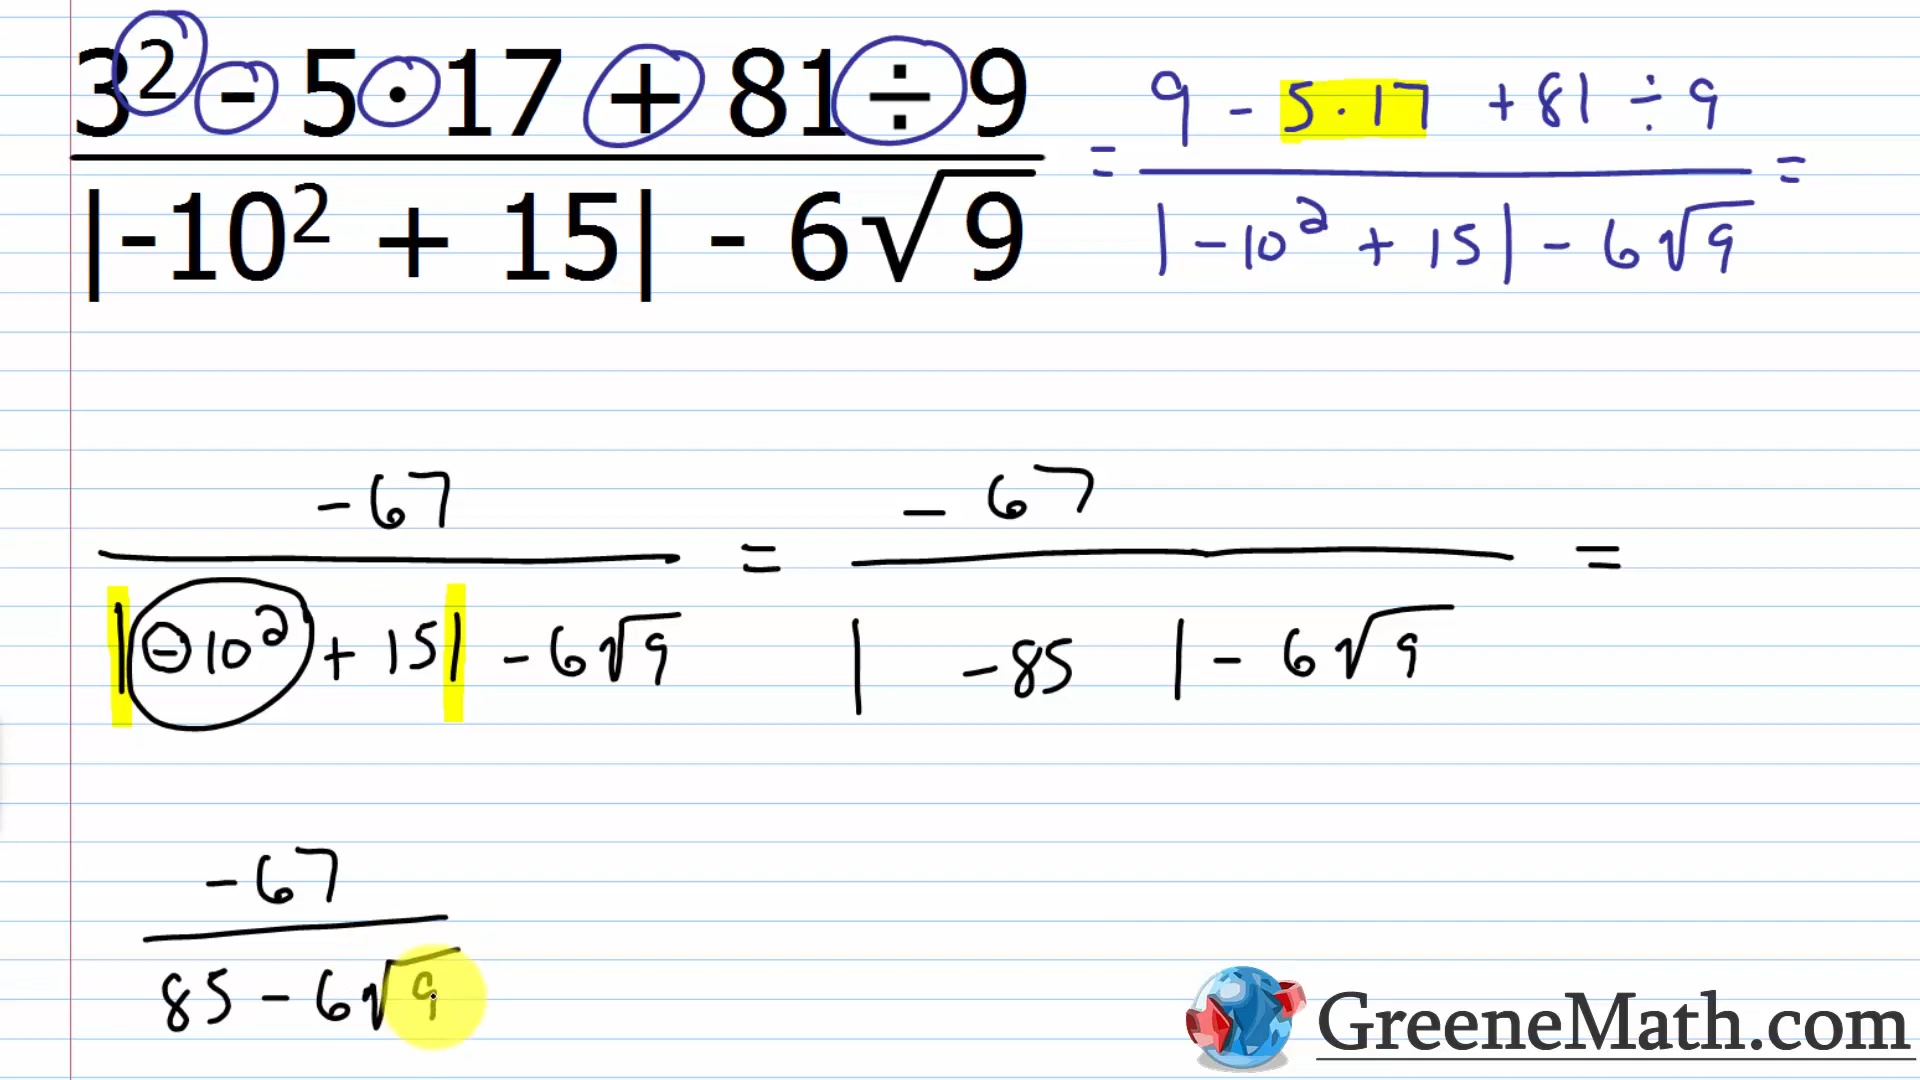 3² - 5·17 + 81÷9
|-10² + 15| - 6√9
= 9 - 5·17 + 81 ÷ 9 =
|-10² + 15| - 6√9
-67 = -67 =
|-10² + 15| - 6√9
| -85 | - 6√9
-67
85 - 6√9
GreeneMath.com